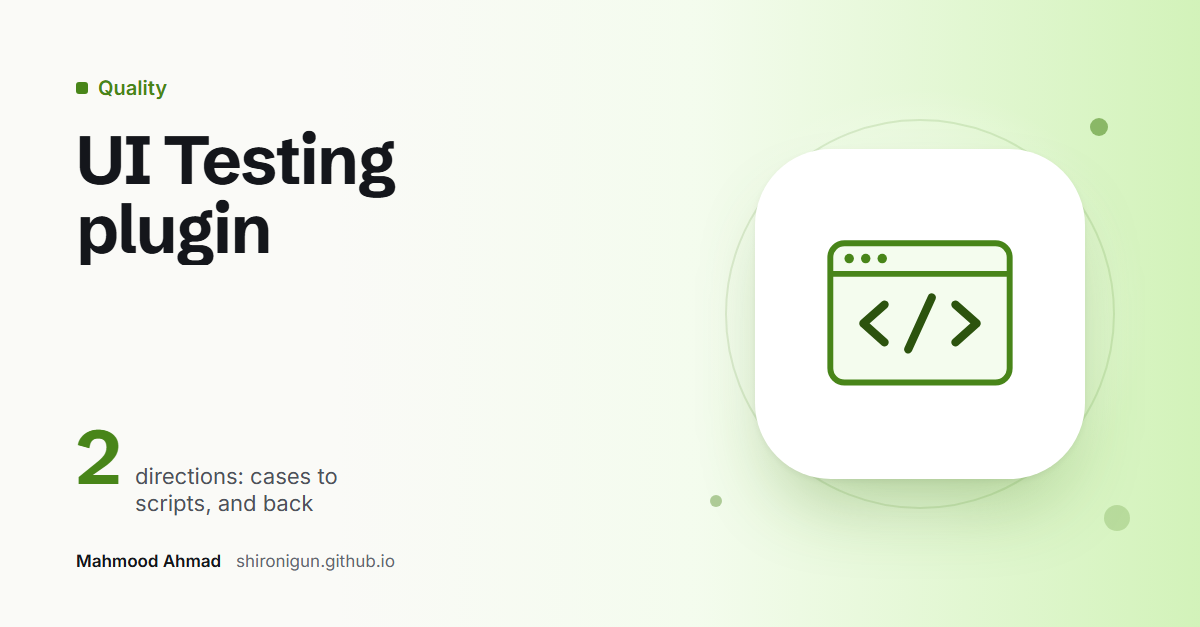 Quality
UI Testing
plugin
2
directions: cases to
scripts, and back
Mahmood Ahmad shironigun.github.io
</>